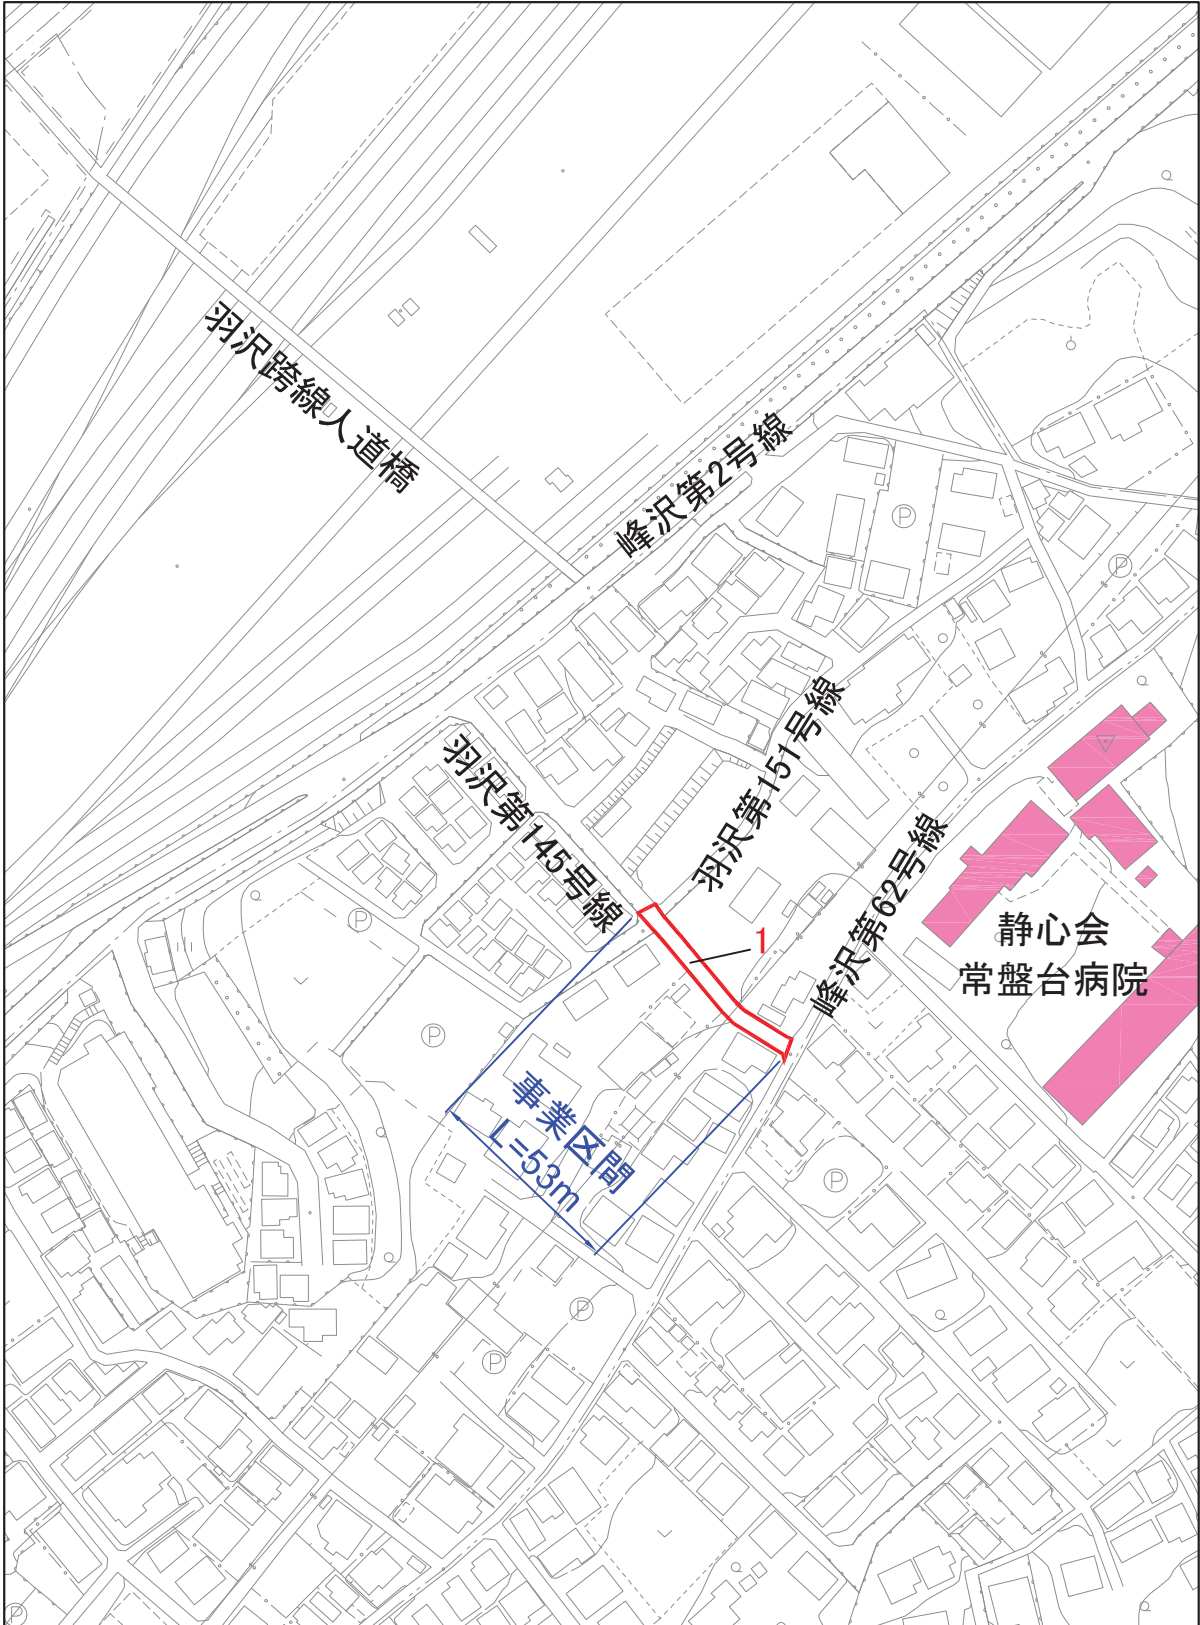 羽沢跨線人道橋
峰沢第2号線
羽沢第145号線
羽沢第151号線
峰沢第62号線
1
静心会
常盤台病院
事業区間
L=53m
P
P
P
P
P
P
P
P